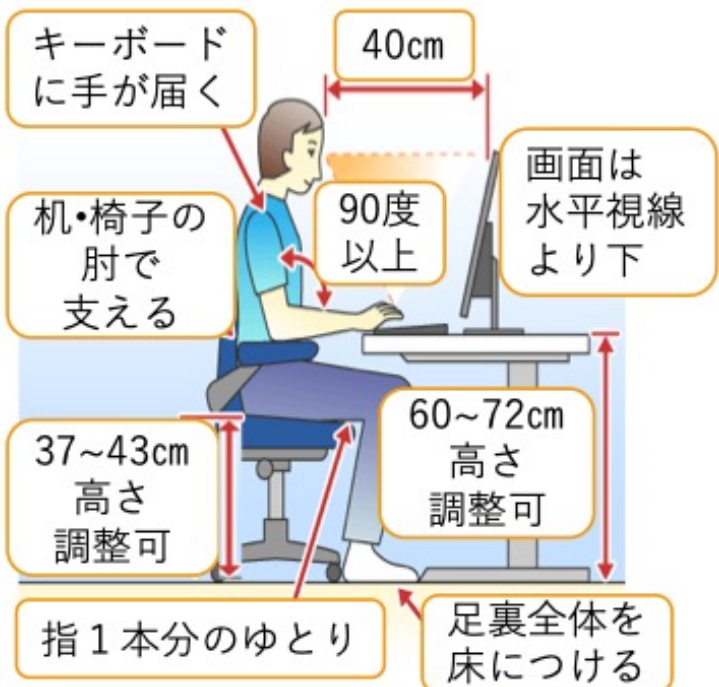 キーボード
に手が届く
40㎝
机・椅子の
肘で
支える
90度
以上
画面は
水平視線
より下
37~43㎝
高さ
調整可
60~72㎝
高さ
調整可
指１本分のゆとり
足裏全体を
床につける